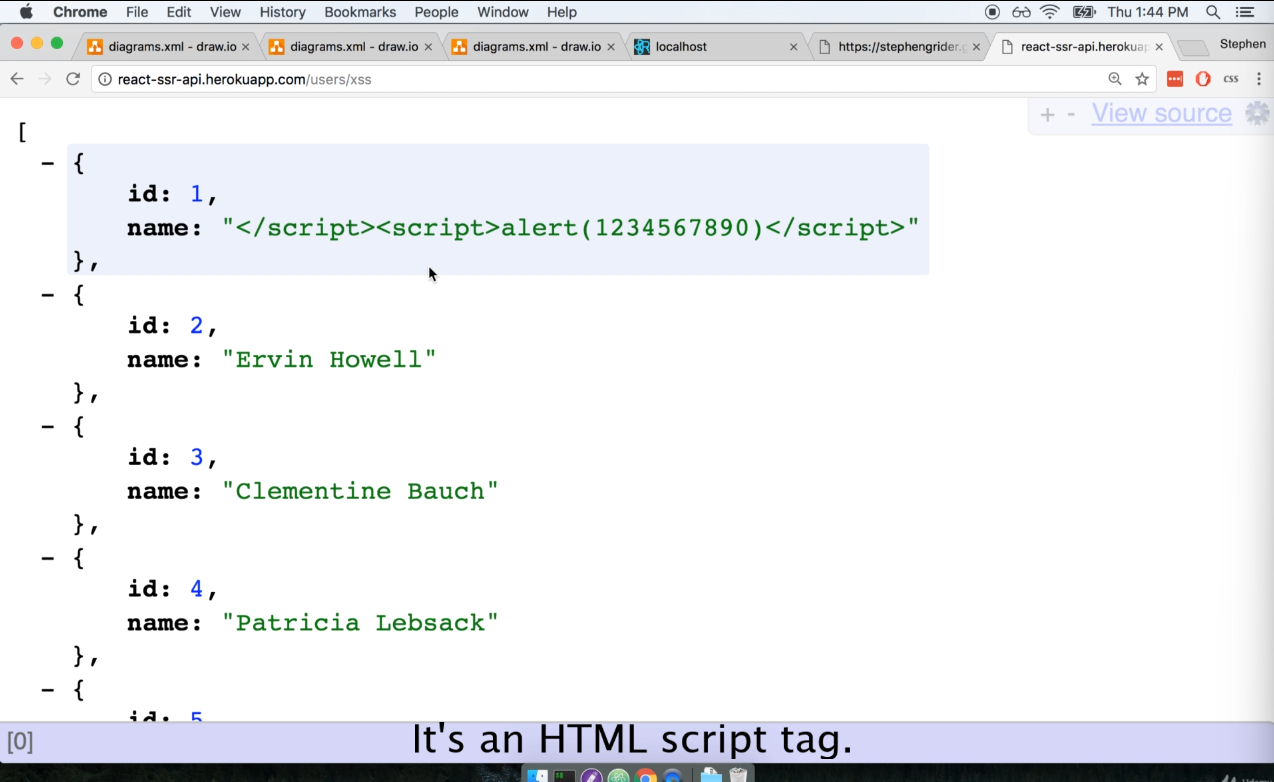 Chrome File Edit View History Bookmarks People Window Help Thu 1:44 PM
diagrams.xml - draw.io diagrams.xml - draw.io diagrams.xml - draw.io localhost https://stephengrider.g react-ssr-api.herokuap Stephen
react-ssr-api.herokuapp.com/users/xss CSS
+ - View source
[
- {
id: 1,
name: "</script><script>alert(1234567890)</script>"
},
- {
id: 2,
name: "Ervin Howell"
},
- {
id: 3,
name: "Clementine Bauch"
},
- {
id: 4,
name: "Patricia Lebsack"
},
- {
id: 5
[0]
It's an HTML script tag.